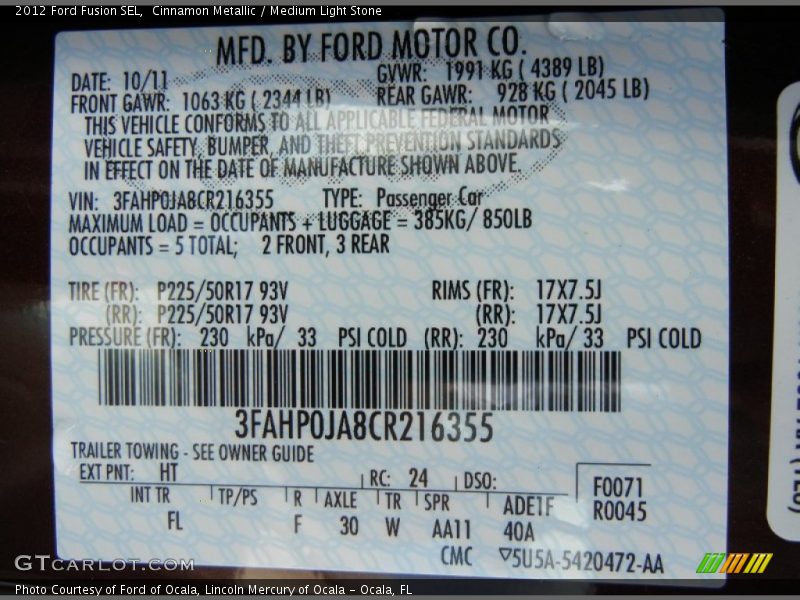 2012 Ford Fusion SEL,  Cinnamon Metallic / Medium Light Stone
MFD. BY FORD MOTOR CO.
DATE: 10/11 GVWR: 1991 KG ( 4389 LB)
FRONT GAWR: 1063 KG ( 2344 LB) REAR GAWR: 928 KG ( 2045 LB)
THIS VEHICLE CONFORMS TO ALL APPLICABLE FEDERAL MOTOR
VEHICLE SAFETY, BUMPER, AND THEFT PREVENTION STANDARDS
IN EFFECT ON THE DATE OF MANUFACTURE SHOWN ABOVE.
VIN: 3FAHP0JA8CR216355 TYPE: Passenger Car
MAXIMUM LOAD = OCCUPANTS + LUGGAGE = 385KG/ 850LB
OCCUPANTS = 5 TOTAL; 2 FRONT, 3 REAR
TIRE (FR): P225/50R17 93V RIMS (FR): 17X7.5J
(RR): P225/50R17 93V (RR): 17X7.5J
PRESSURE (FR): 230 kPa/ 33 PSI COLD (RR): 230 kPa/ 33 PSI COLD
3FAHP0JA8CR216355
TRAILER TOWING - SEE OWNER GUIDE
EXT PNT: HT RC: 24 DSO: F0071
INT TR TP/PS R AXLE TR SPR ADE1F R0045
FL F 30 W AA11 40A
CMC ▽5U5A-5420472-AA
GTCARLOT.COM
Photo Courtesy of Ford of Ocala, Lincoln Mercury of Ocala – Ocala, FL